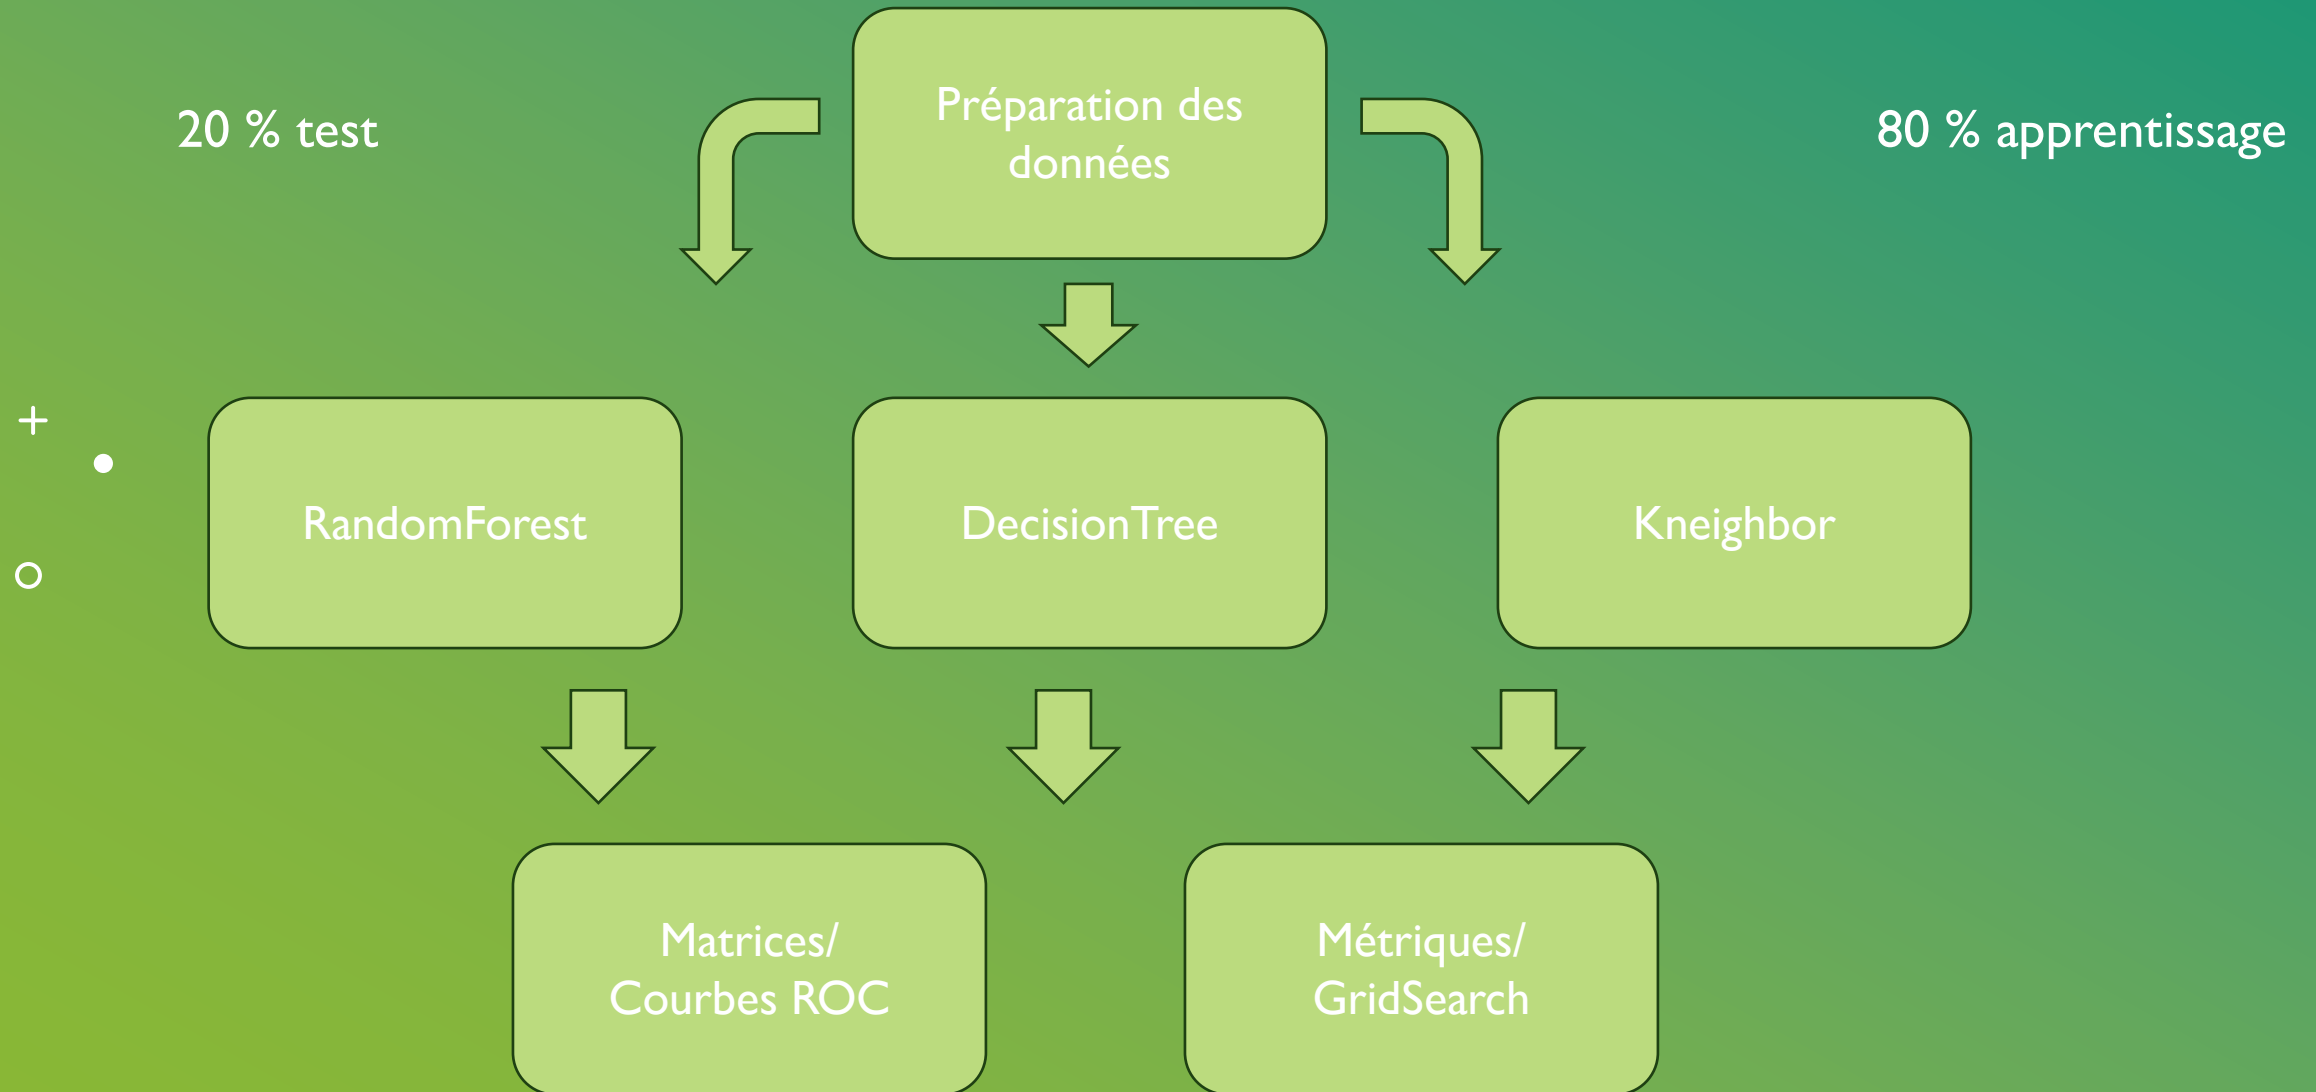 20 % test
Préparation des
données
80 % apprentissage
RandomForest
DecisionTree
Kneighbor
Matrices/
Courbes ROC
Métriques/
GridSearch